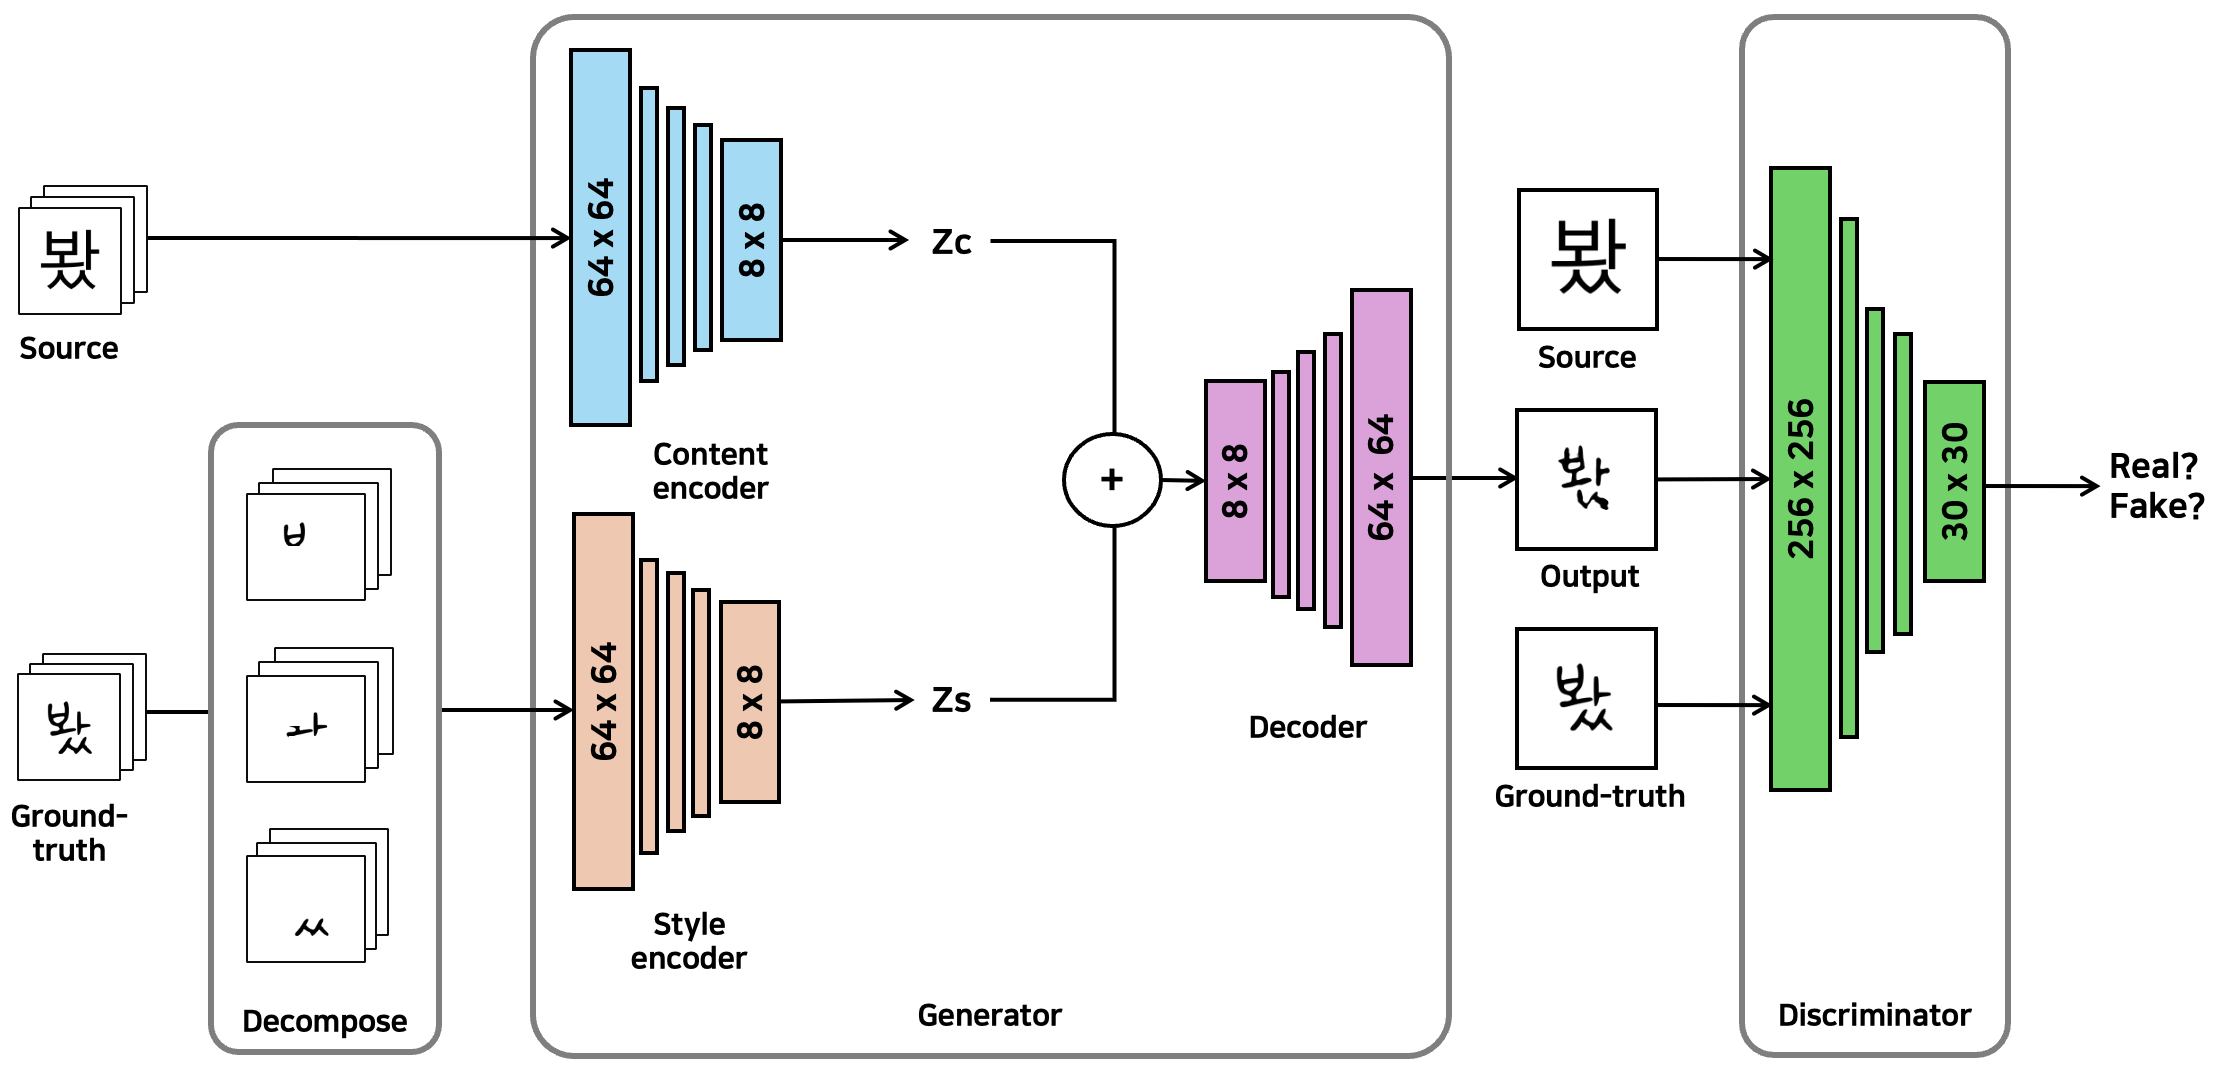 봤
Source
봤
Ground-
truth
ㅂ
ㅘ
ㅆ
Decompose
64 x 64
8 x 8
Content
encoder
64 x 64
8 x 8
Style
encoder
Zc
Zs
+
8 x 8
64 x 64
Decoder
Generator
봤
Source
봤
Output
봤
Ground-truth
256 x 256
30 x 30
Discriminator
Real?
Fake?